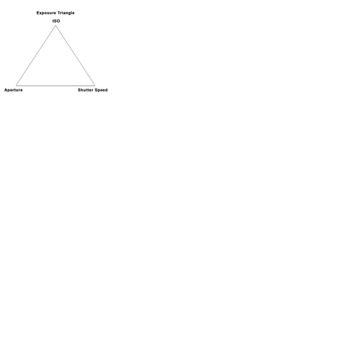 Exposure Triangle
ISO
Aperture
Shutter Speed